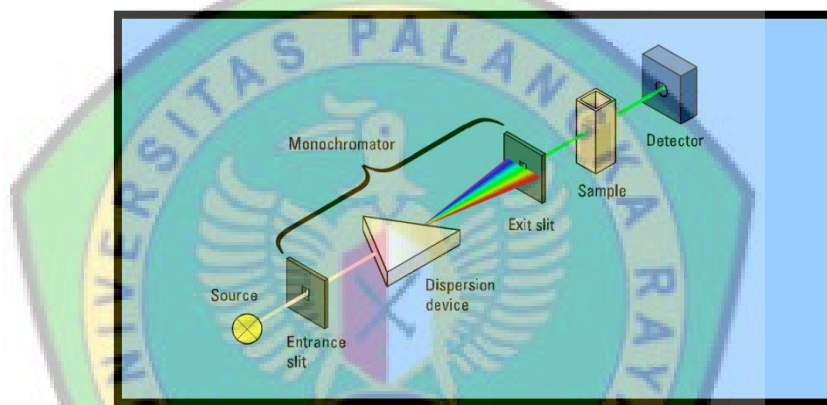 UNIVERSITAS PALANGKA RAYA
Monochromator
Detector
Sample
Exit slit
Dispersion
device
Source
Entrance
slit